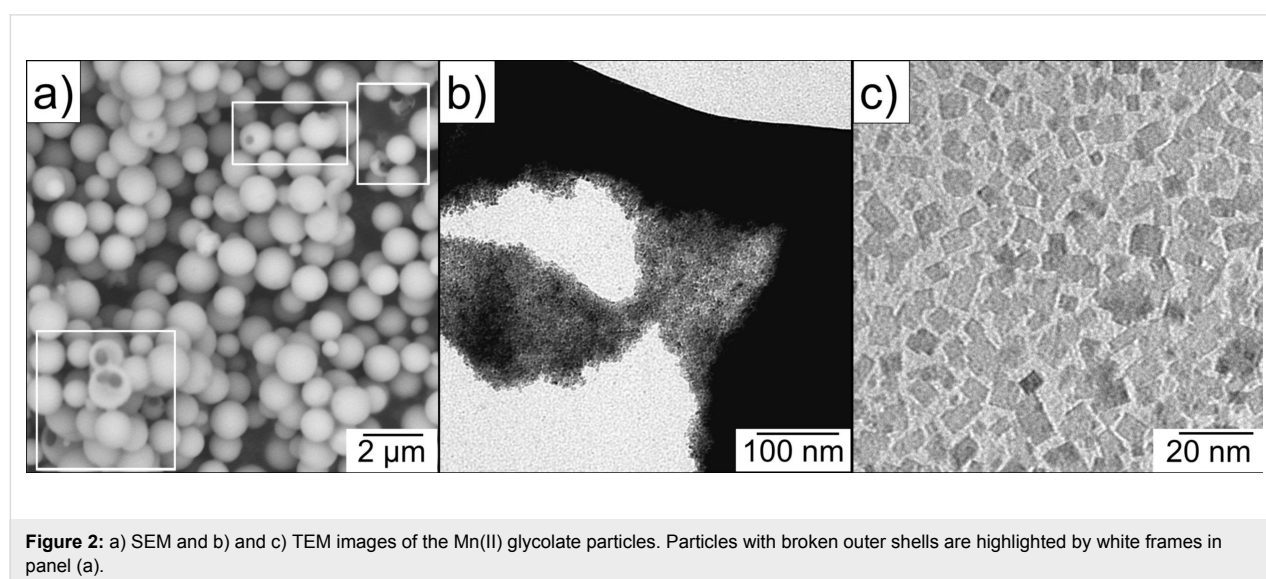 a)
b)
c)
2 µm
100 nm
20 nm
Figure 2: a) SEM and b) and c) TEM images of the Mn(II) glycolate particles. Particles with broken outer shells are highlighted by white frames in
panel (a).